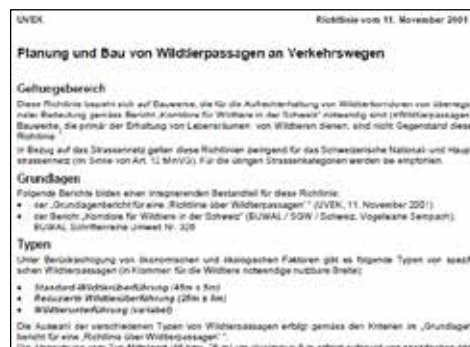 UVEK Richtlinie vom 11. November 2001
Planung und Bau von Wildtierpassagen an Verkehrswegen
Geltungsbereich
Diese Richtlinie bezieht sich auf Bauwerke, die für die Aufrechterhaltung von Wildtierkorridoren von überregio-
naler Bedeutung gemäss Bericht „Korridore für Wildtiere in der Schweiz" notwendig sind (=Wildtierpassagen).
Bauwerke, die primär der Erhaltung von Lebensräumen von Wildtieren dienen, sind nicht Gegenstand dieser
Richtlinie
In Bezug auf das Strassennetz gelten diese Richtlinien zwingend für das Schweizerische National- und Haupt-
strassennetz (im Sinne von Art. 12 MinVG). Für die übrigen Strassenkategorien werden sie empfohlen.
Grundlagen
Folgende Berichte bilden einen integrierenden Bestandteil für diese Richtlinie:
• der „Grundlagenbericht für eine „Richtlinie über Wildtierpassagen"" (UVEK, 11. November 2001)
• der Bericht „Korridore für Wildtiere in der Schweiz" (BUWAL / SGW / Schweiz. Vogelwarte Sempach).
BUWAL Schriftenreihe Umwelt Nr. 326
Typen
Unter Berücksichtigung von ökonomischen und ökologischen Faktoren gibt es folgende Typen von spezifi-
schen Wildtierpassagen (in Klammer: für die Wildtiere notwendige nutzbare Breite):
• Standard-Wildtierüberführung (45m ± 5m)
• Reduzierte Wildtierüberführung (25m ± 5m)
• Wildtierunterführung (variabel)
Die Auswahl der verschiedenen Typen von Wildtierpassagen erfolgt gemäss den Kriterien im „Grundlagen-
bericht für eine „Richtlinie über Wildtierpassagen"".